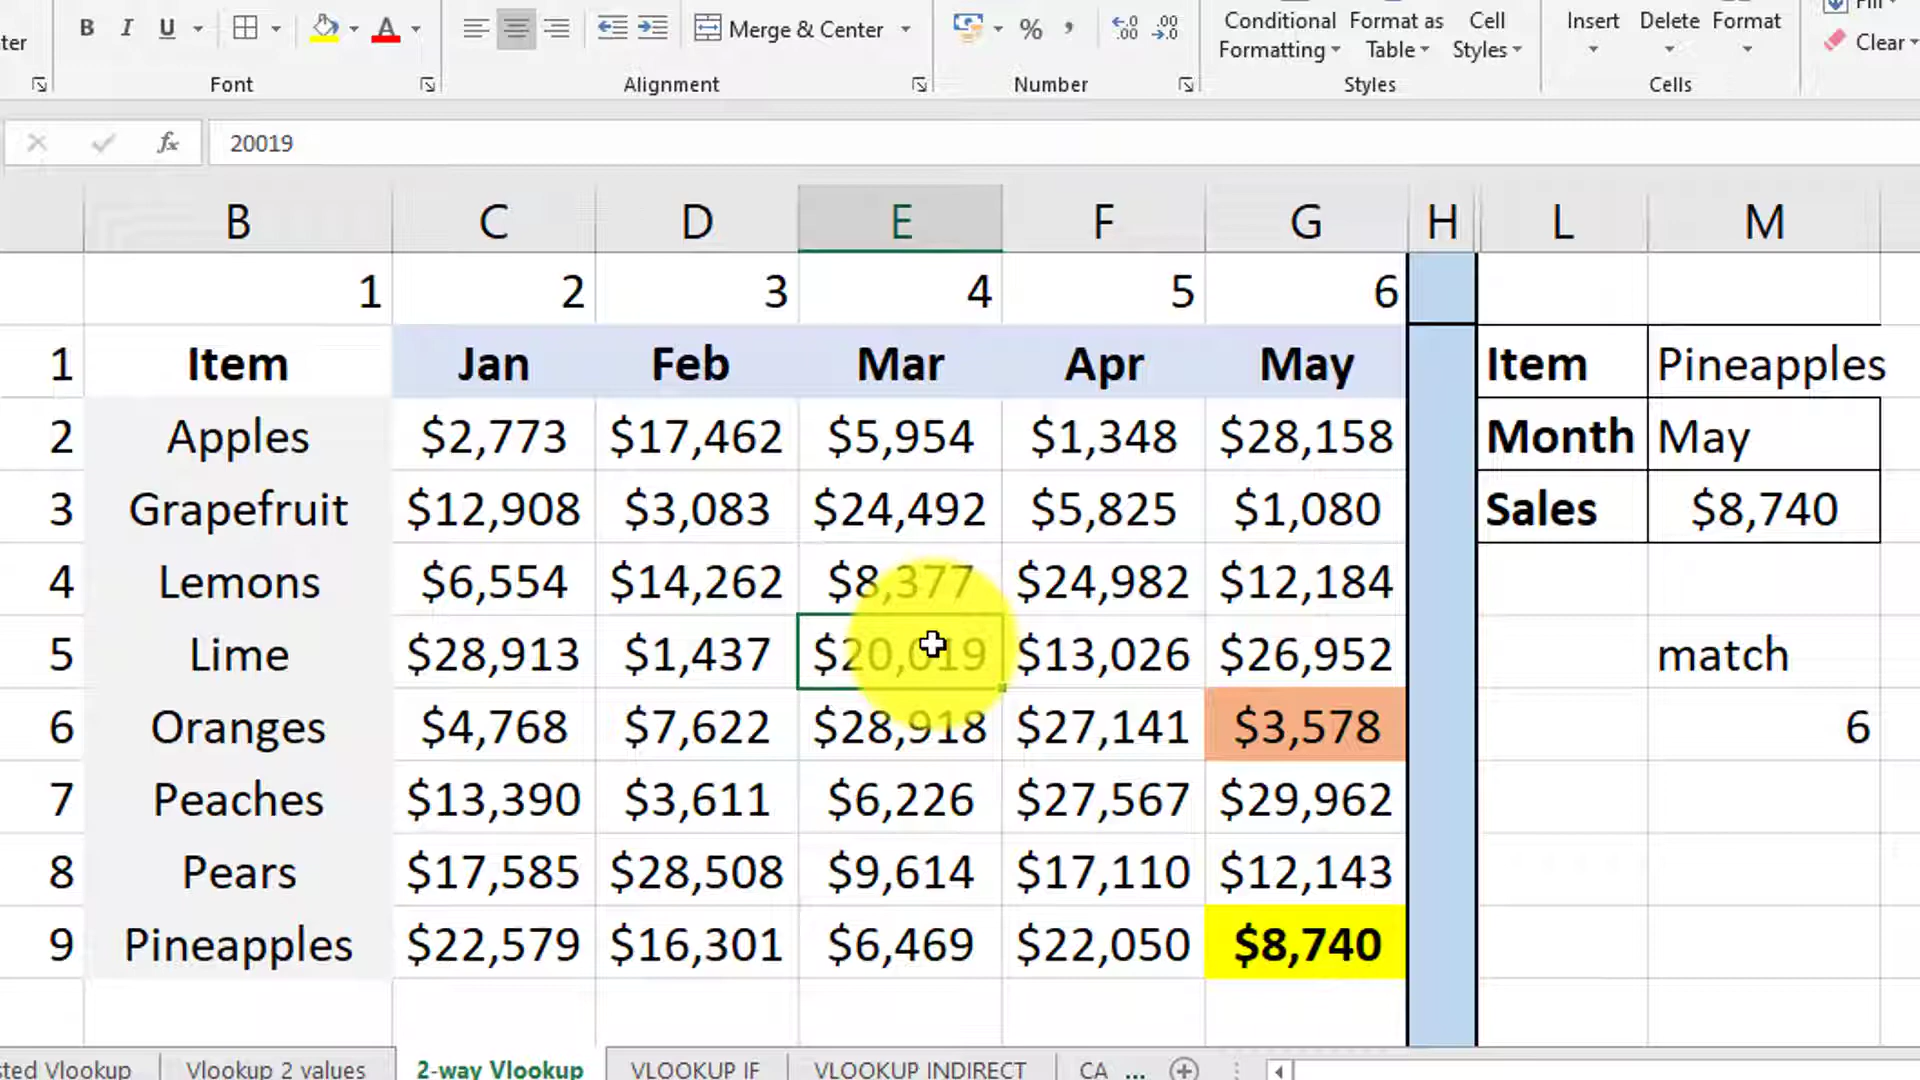 ter B I U A Merge & Center % , Conditional Formatting Format as Table Cell Styles Insert Delete Format Fill Clear
Font Alignment Number Styles Cells
fx 20019
B C D E F G H L M
1 2 3 4 5 6
1 Item Jan Feb Mar Apr May Item Pineapples
2 Apples $2,773 $17,462 $5,954 $1,348 $28,158 Month May
3 Grapefruit $12,908 $3,083 $24,492 $5,825 $1,080 Sales $8,740
4 Lemons $6,554 $14,262 $8,377 $24,982 $12,184
5 Lime $28,913 $1,437 $20,019 $13,026 $26,952 match
6 Oranges $4,768 $7,622 $28,918 $27,141 $3,578 6
7 Peaches $13,390 $3,611 $6,226 $27,567 $29,962
8 Pears $17,585 $28,508 $9,614 $17,110 $12,143
9 Pineapples $22,579 $16,301 $6,469 $22,050 $8,740
sted Vlookup Vlookup 2 values 2-way Vlookup VLOOKUP IF VLOOKUP INDIRECT CA ...